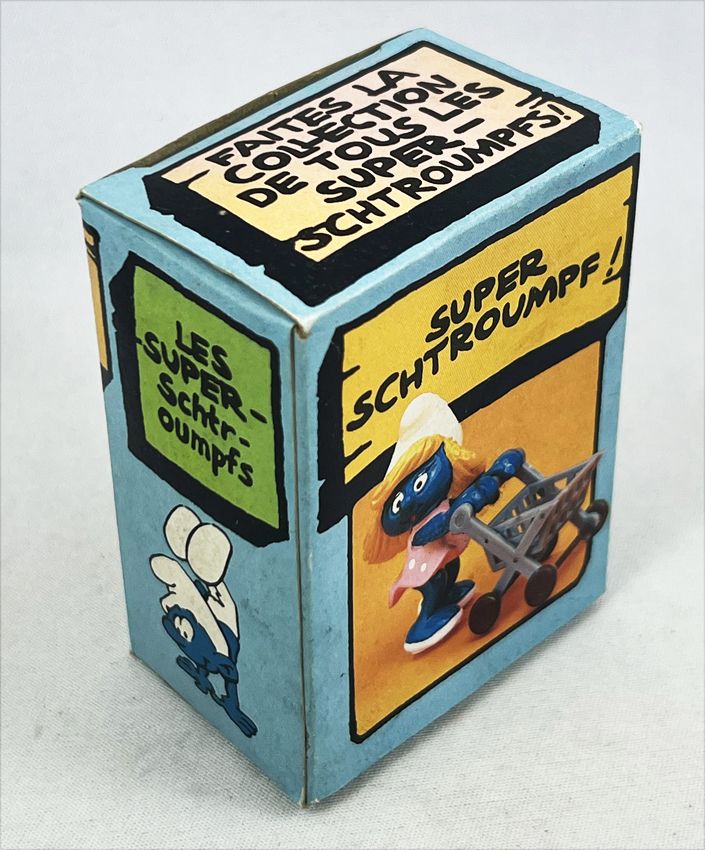 FAITES LA
COLLECTION
DE TOUS LES
SUPER-
SCHTROUMPFS!
SUPER
SCHTROUMPF!
LES
SUPER-
Schtr-
oumpfs